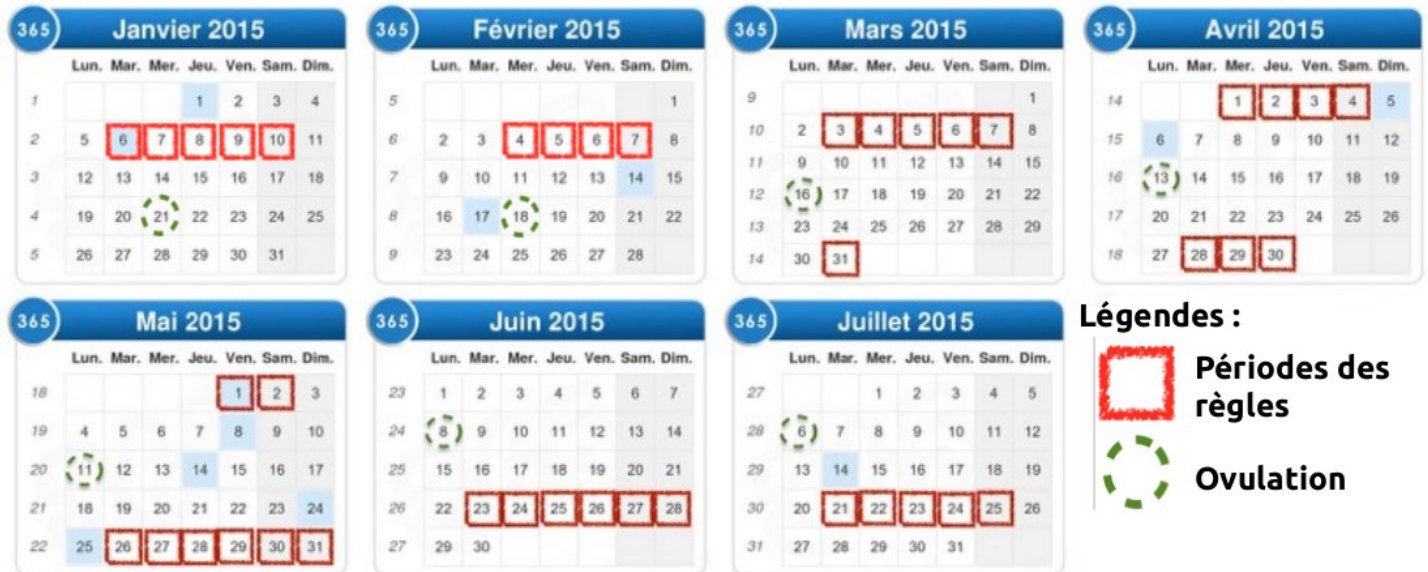 365 Janvier 2015
Lun. Mar. Mer. Jeu. Ven. Sam. Dim.
1 1 2 3 4
2 5 6 7 8 9 10 11
3 12 13 14 15 16 17 18
4 19 20 21 22 23 24 25
5 26 27 28 29 30 31
365 Février 2015
Lun. Mar. Mer. Jeu. Ven. Sam. Dim.
5 1
6 2 3 4 5 6 7 8
7 9 10 11 12 13 14 15
8 16 17 18 19 20 21 22
9 23 24 25 26 27 28
365 Mars 2015
Lun. Mar. Mer. Jeu. Ven. Sam. Dim.
9 1
10 2 3 4 5 6 7 8
11 9 10 11 12 13 14 15
12 16 17 18 19 20 21 22
13 23 24 25 26 27 28 29
14 30 31
365 Avril 2015
Lun. Mar. Mer. Jeu. Ven. Sam. Dim.
14 1 2 3 4 5
15 6 7 8 9 10 11 12
16 13 14 15 16 17 18 19
17 20 21 22 23 24 25 26
18 27 28 29 30
365 Mai 2015
Lun. Mar. Mer. Jeu. Ven. Sam. Dim.
18 1 2 3
19 4 5 6 7 8 9 10
20 11 12 13 14 15 16 17
21 18 19 20 21 22 23 24
22 25 26 27 28 29 30 31
365 Juin 2015
Lun. Mar. Mer. Jeu. Ven. Sam. Dim.
23 1 2 3 4 5 6 7
24 8 9 10 11 12 13 14
25 15 16 17 18 19 20 21
26 22 23 24 25 26 27 28
27 29 30
365 Juillet 2015
Lun. Mar. Mer. Jeu. Ven. Sam. Dim.
27 1 2 3 4 5
28 6 7 8 9 10 11 12
29 13 14 15 16 17 18 19
30 20 21 22 23 24 25 26
31 27 28 29 30 31
Légendes :
Périodes des
règles
Ovulation